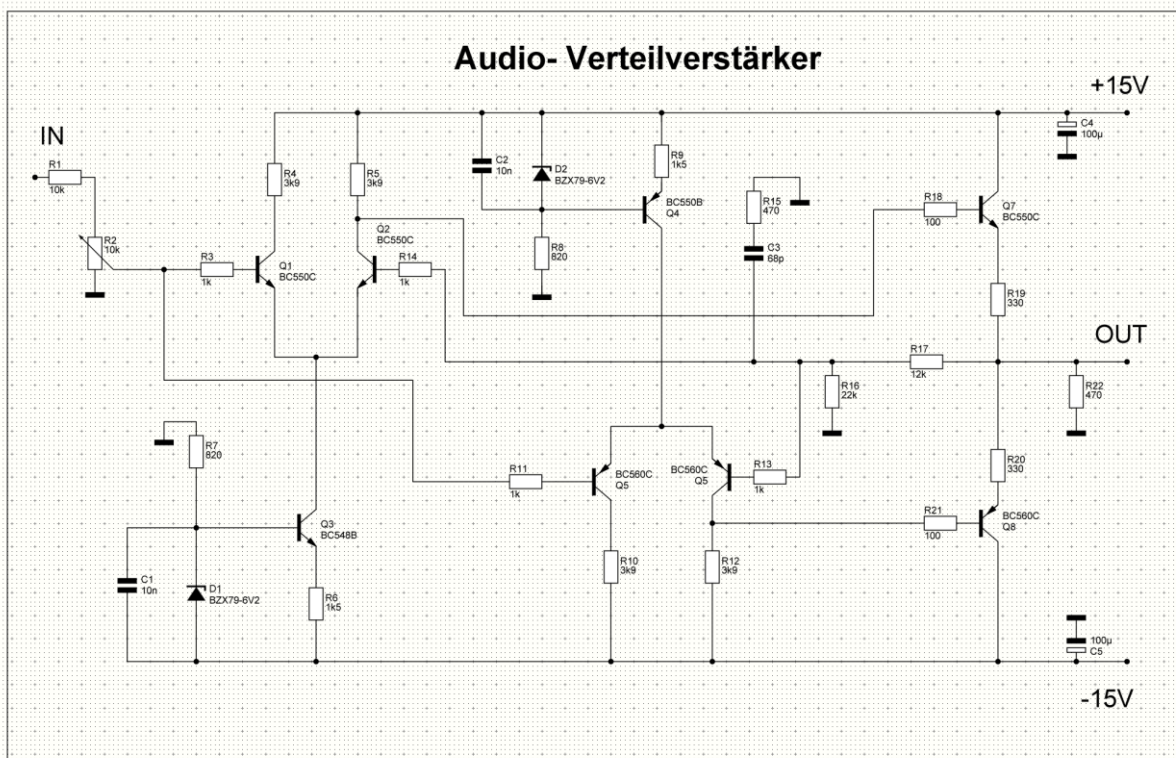 Audio- Verteilverstärker
+15V
IN
R1
10k
R2
10k
R3
1k
R4
3k9
R5
3k9
Q1
BC550C
Q2
BC550C
R14
1k
C2
10n
D2
BZX79-6V2
R8
820
R9
1k5
BC550B
Q4
R15
470
C3
68p
R18
100
Q7
BC550C
C4
100µ
R19
330
OUT
R17
12k
R16
22k
R22
470
R7
820
R11
1k
BC560C
Q5
BC560C
Q5
R13
1k
R20
330
R21
100
BC560C
Q8
Q3
BC548B
C1
10n
D1
BZX79-6V2
R6
1k5
R10
3k9
R12
3k9
100µ
C5
-15V